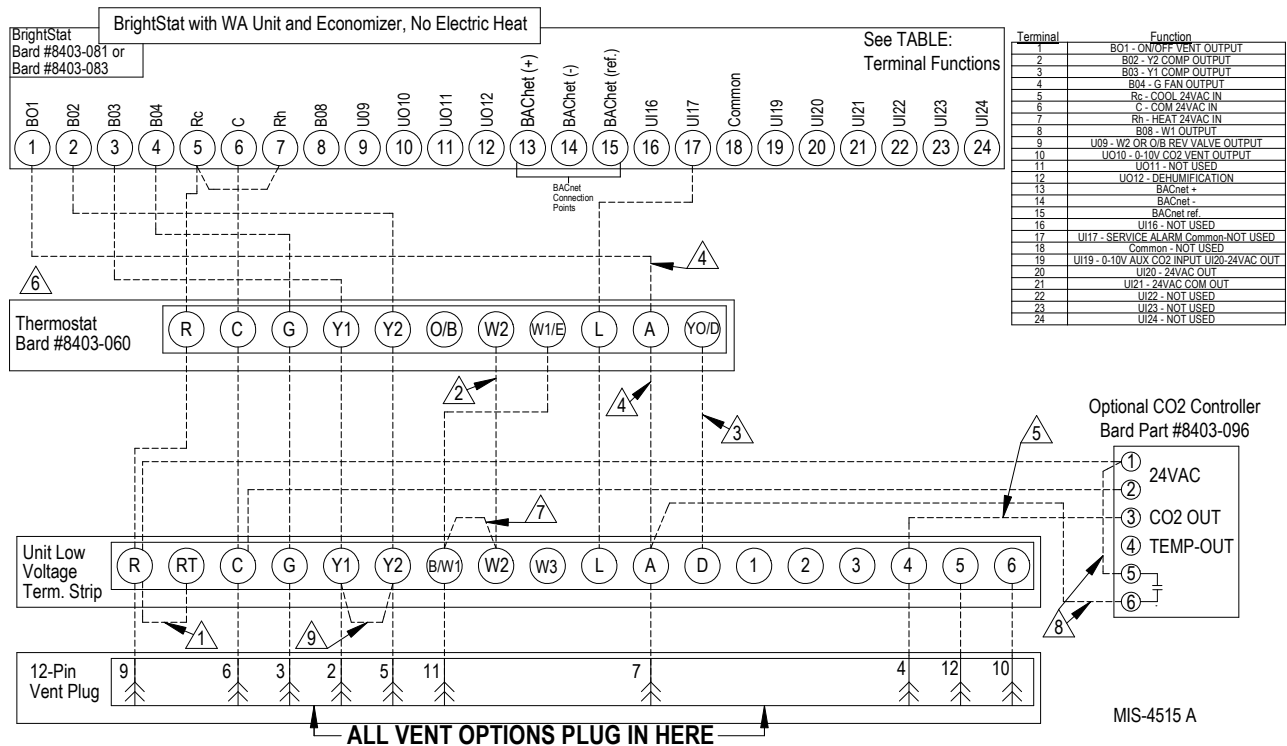 BrightStat with WA Unit and Economizer, No Electric Heat
BrightStat
Bard #8403-081 or
Bard #8403-083
See TABLE:
Terminal Functions
BO1 B02 B03 B04 Rc C Rh B08 U09 UO10 UO11 UO12 BACnet (+) BACnet (-) BACnet (ref.) UI16 UI17 Common UI19 UI20 UI21 UI22 UI23 UI24
1 2 3 4 5 6 7 8 9 10 11 12 13 14 15 16 17 18 19 20 21 22 23 24
BACnet
Connection
Points
Terminal Function
1 BO1 - ON/OFF VENT OUTPUT
2 B02 - Y2 COMP OUTPUT
3 B03 - Y1 COMP OUTPUT
4 B04 - G FAN OUTPUT
5 Rc - COOL 24VAC IN
6 C - COM 24VAC IN
7 Rh - HEAT 24VAC IN
8 B08 - W1 OUTPUT
9 U09 - W2 OR O/B REV VALVE OUTPUT
10 UO10 - 0-10V CO2 VENT OUTPUT
11 UO11 - NOT USED
12 UO12 - DEHUMIFICATION
13 BACnet +
14 BACnet -
15 BACnet ref.
16 UI16 - NOT USED
17 UI17 - SERVICE ALARM Common-NOT USED
18 Common - NOT USED
19 UI19 - 0-10V AUX CO2 INPUT UI20-24VAC OUT
20 UI20 - 24VAC OUT
21 UI21 - 24VAC COM OUT
22 UI22 - NOT USED
23 UI23 - NOT USED
24 UI24 - NOT USED
4
6
Thermostat
Bard #8403-060
R C G Y1 Y2 O/B W2 W1/E L A YO/D
2
4
3
5
Optional CO2 Controller
Bard Part #8403-096
1
24VAC
2
3 CO2 OUT
4 TEMP-OUT
5
6
7
8
Unit Low
Voltage
Term. Strip
R RT C G Y1 Y2 B/W1 W2 W3 L A D 1 2 3 4 5 6
1
9
12-Pin
Vent Plug
9 6 3 2 5 11 7 4 12 10
ALL VENT OPTIONS PLUG IN HERE
MIS-4515 A